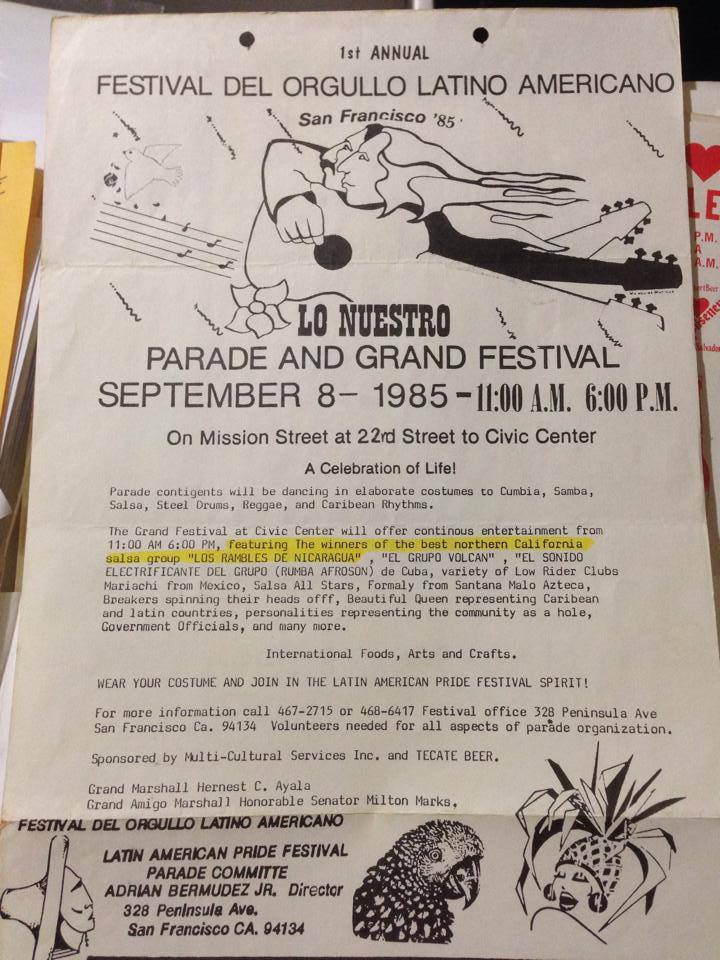 1st ANNUAL
FESTIVAL DEL ORGULLO LATINO AMERICANO
San Francisco '85
LO NUESTRO
PARADE AND GRAND FESTIVAL
SEPTEMBER 8- 1985 -11:00 A.M. 6:00 P.M.
On Mission Street at 22rd Street to Civic Center
A Celebration of Life!
Parade contigents will be dancing in elaborate costumes to Cumbia, Samba,
Salsa, Steel Drums, Reggae, and Caribean Rhythms.
The Grand Festival at Civic Center will offer continous entertainment from
11:00 AM 6:00 PM, featuring The winners of the best northern California
salsa group "LOS RAMBLES DE NICARAGUA" , "EL GRUPO VOLCAN" , "EL SONIDO
ELECTRIFICANTE DEL GRUPO (RUMBA AFROSON) de Cuba, variety of Low Rider Clubs
Mariachi from Mexico, Salsa All Stars, Formaly from Santana Malo Azteca,
Breakers spinning their heads offf, Beautiful Queen representing Caribean
and latin countries, personalities representing the community as a hole,
Government Officials, and many more.
International Foods, Arts and Crafts.
WEAR YOUR COSTUME AND JOIN IN THE LATIN AMERICAN PRIDE FESTIVAL SPIRIT!
For more information call 467-2715 or 468-6417 Festival office 328 Peninsula Ave
San Francisco Ca. 94134 Volunteers needed for all aspects of parade organization.
Sponsored by Multi-Cultural Services Inc. and TECATE BEER.
Grand Marshall Hernest C. Ayala
Grand Amigo Marshall Honorable Senator Milton Marks,
FESTIVAL DEL ORGULLO LATINO AMERICANO
LATIN AMERICAN PRIDE FESTIVAL
PARADE COMMITTE
ADRIAN BERMUDEZ JR. Director
328 Peninsula Ave.
San Francisco CA. 94134
LE
P.M.
A
A.M.